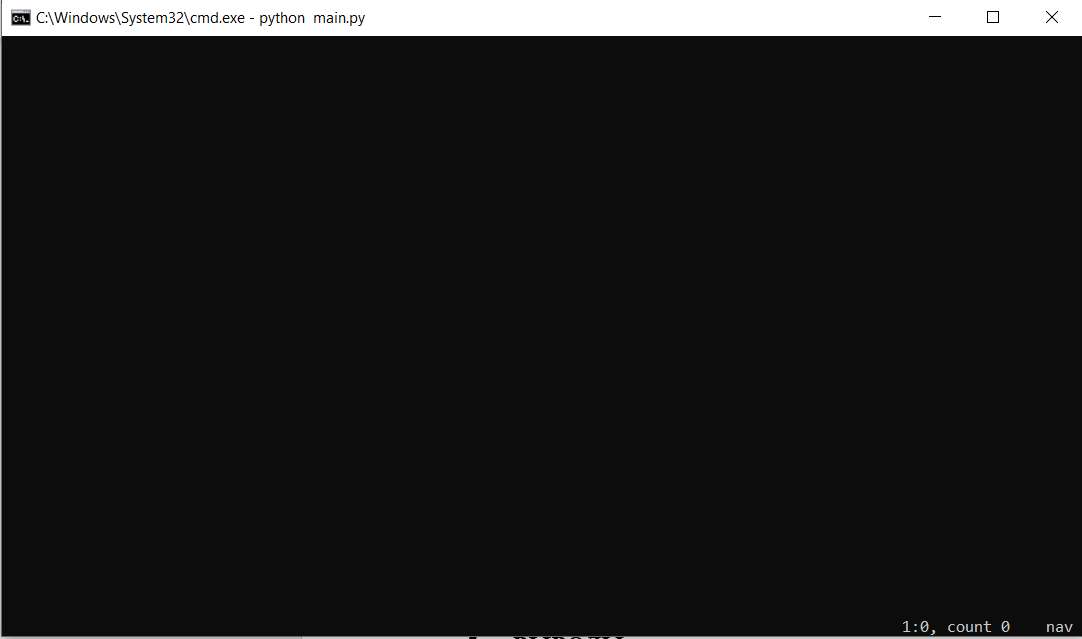 C:\Windows\System32\cmd.exe - python  main.py
1:0, count 0    nav